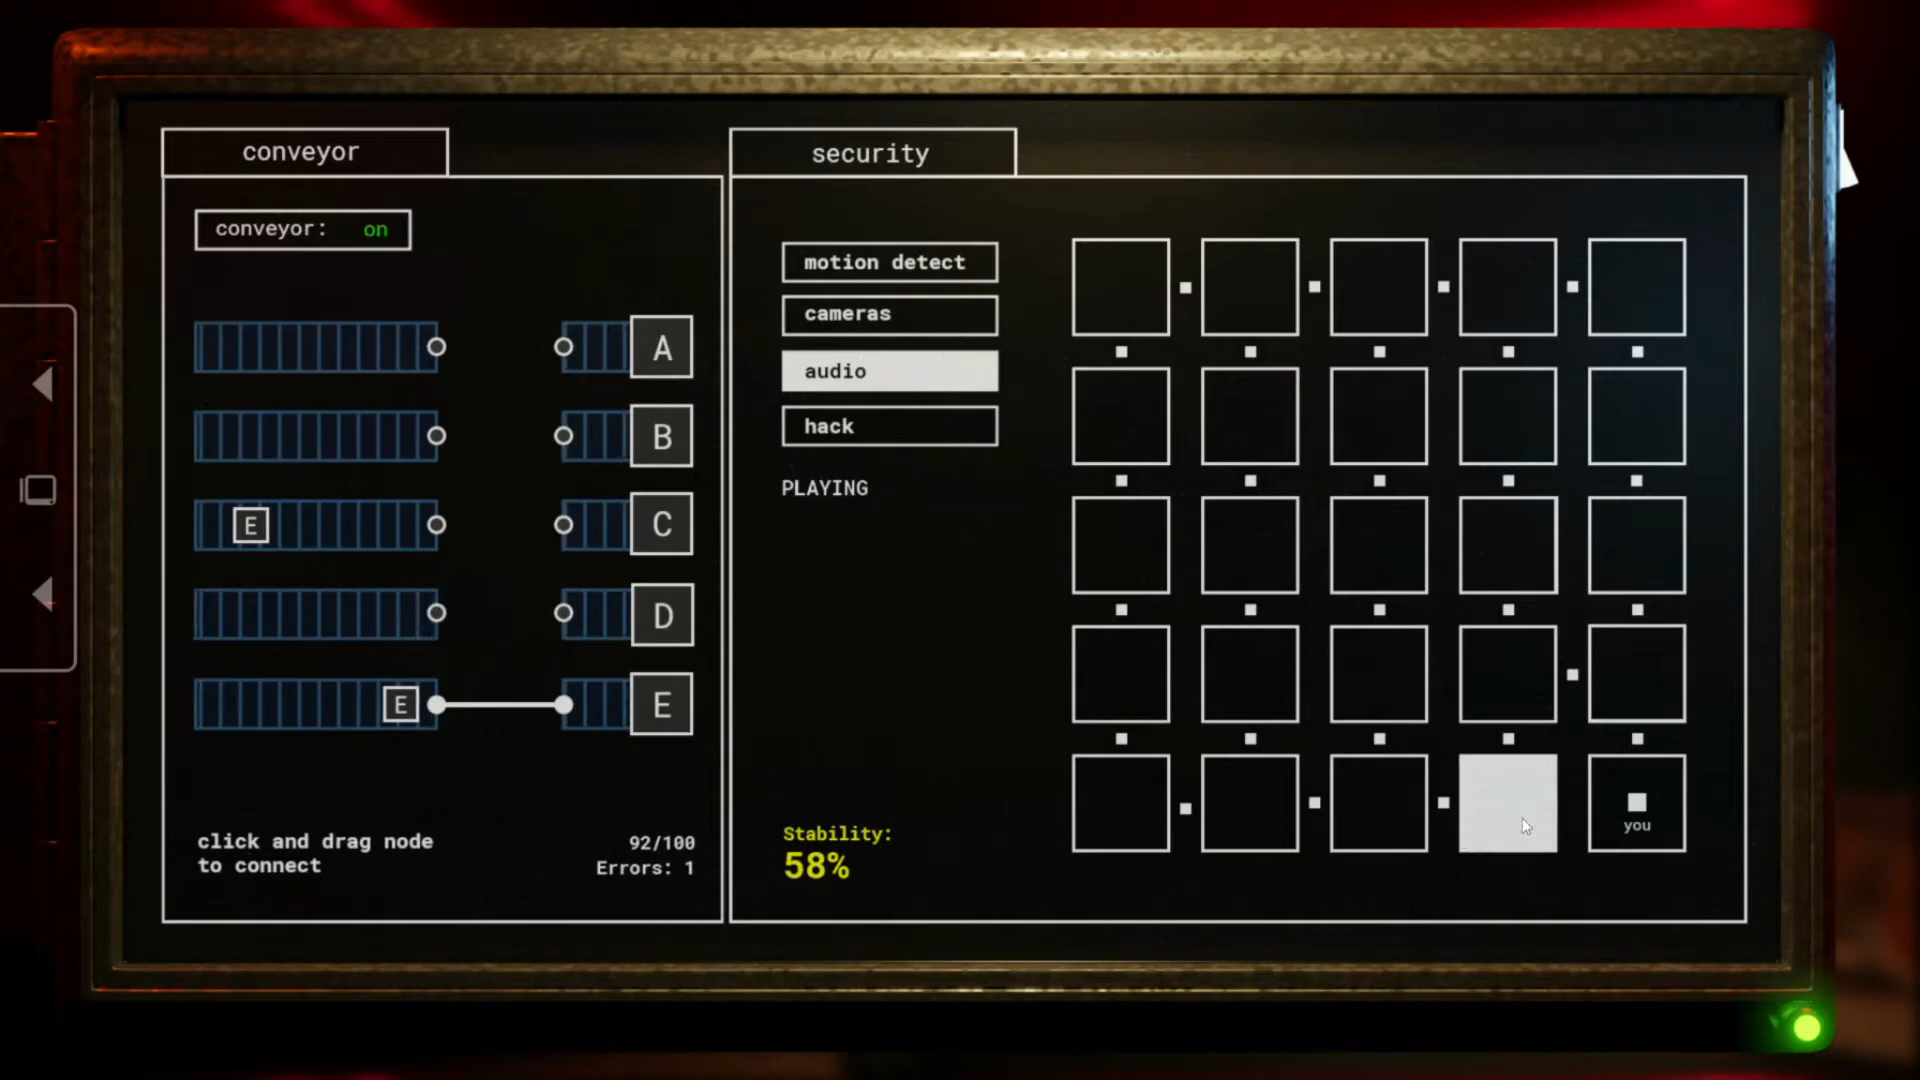 conveyor
conveyor: on
A
B
E
C
D
E
E
click and drag node
to connect
92/100
Errors: 1
security
motion detect
cameras
audio
hack
PLAYING
Stability:
58%
you